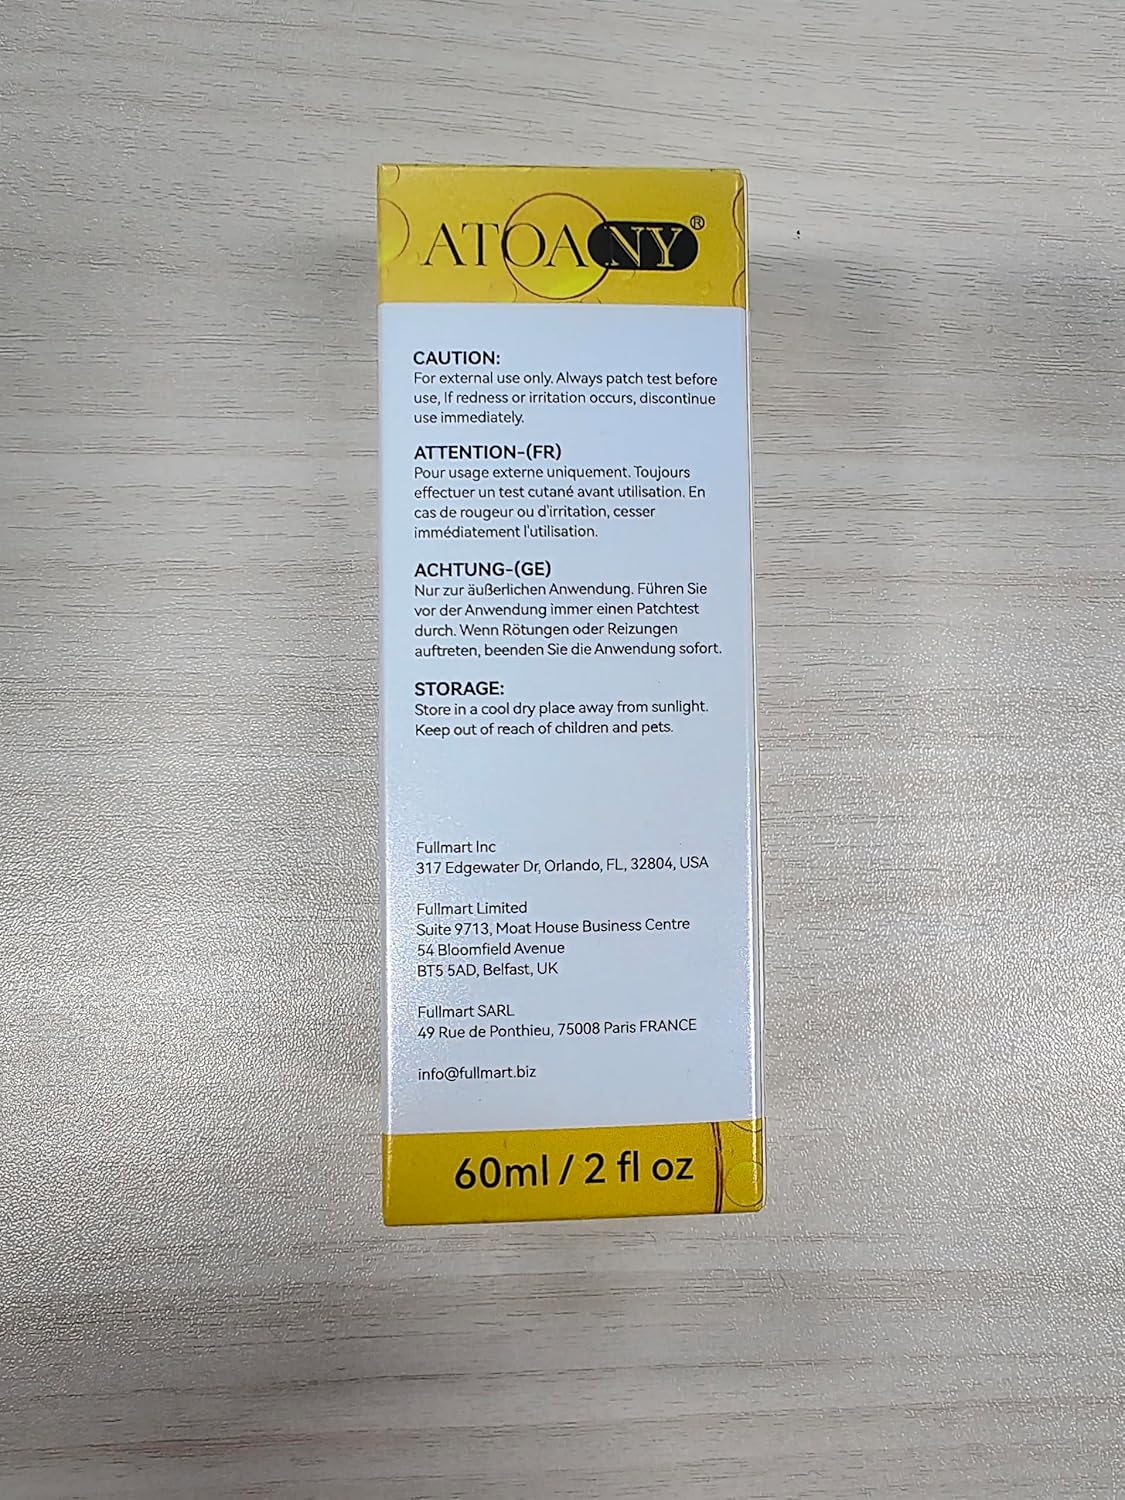 ATOANY®
CAUTION:
For external use only. Always patch test before
use, If redness or irritation occurs, discontinue
use immediately.
ATTENTION-(FR)
Pour usage externe uniquement. Toujours
effectuer un test cutané avant utilisation. En
cas de rougeur ou d'irritation, cesser
immédiatement l'utilisation.
ACHTUNG-(GE)
Nur zur äußerlichen Anwendung. Führen Sie
vor der Anwendung immer einen Patchtest
durch. Wenn Rötungen oder Reizungen
auftreten, beenden Sie die Anwendung sofort.
STORAGE:
Store in a cool dry place away from sunlight.
Keep out of reach of children and pets.
Fullmart Inc
317 Edgewater Dr, Orlando, FL, 32804, USA
Fullmart Limited
Suite 9713, Moat House Business Centre
54 Bloomfield Avenue
BT5 5AD, Belfast, UK
Fullmart SARL
49 Rue de Ponthieu, 75008 Paris FRANCE
info@fullmart.biz
60ml / 2 fl oz